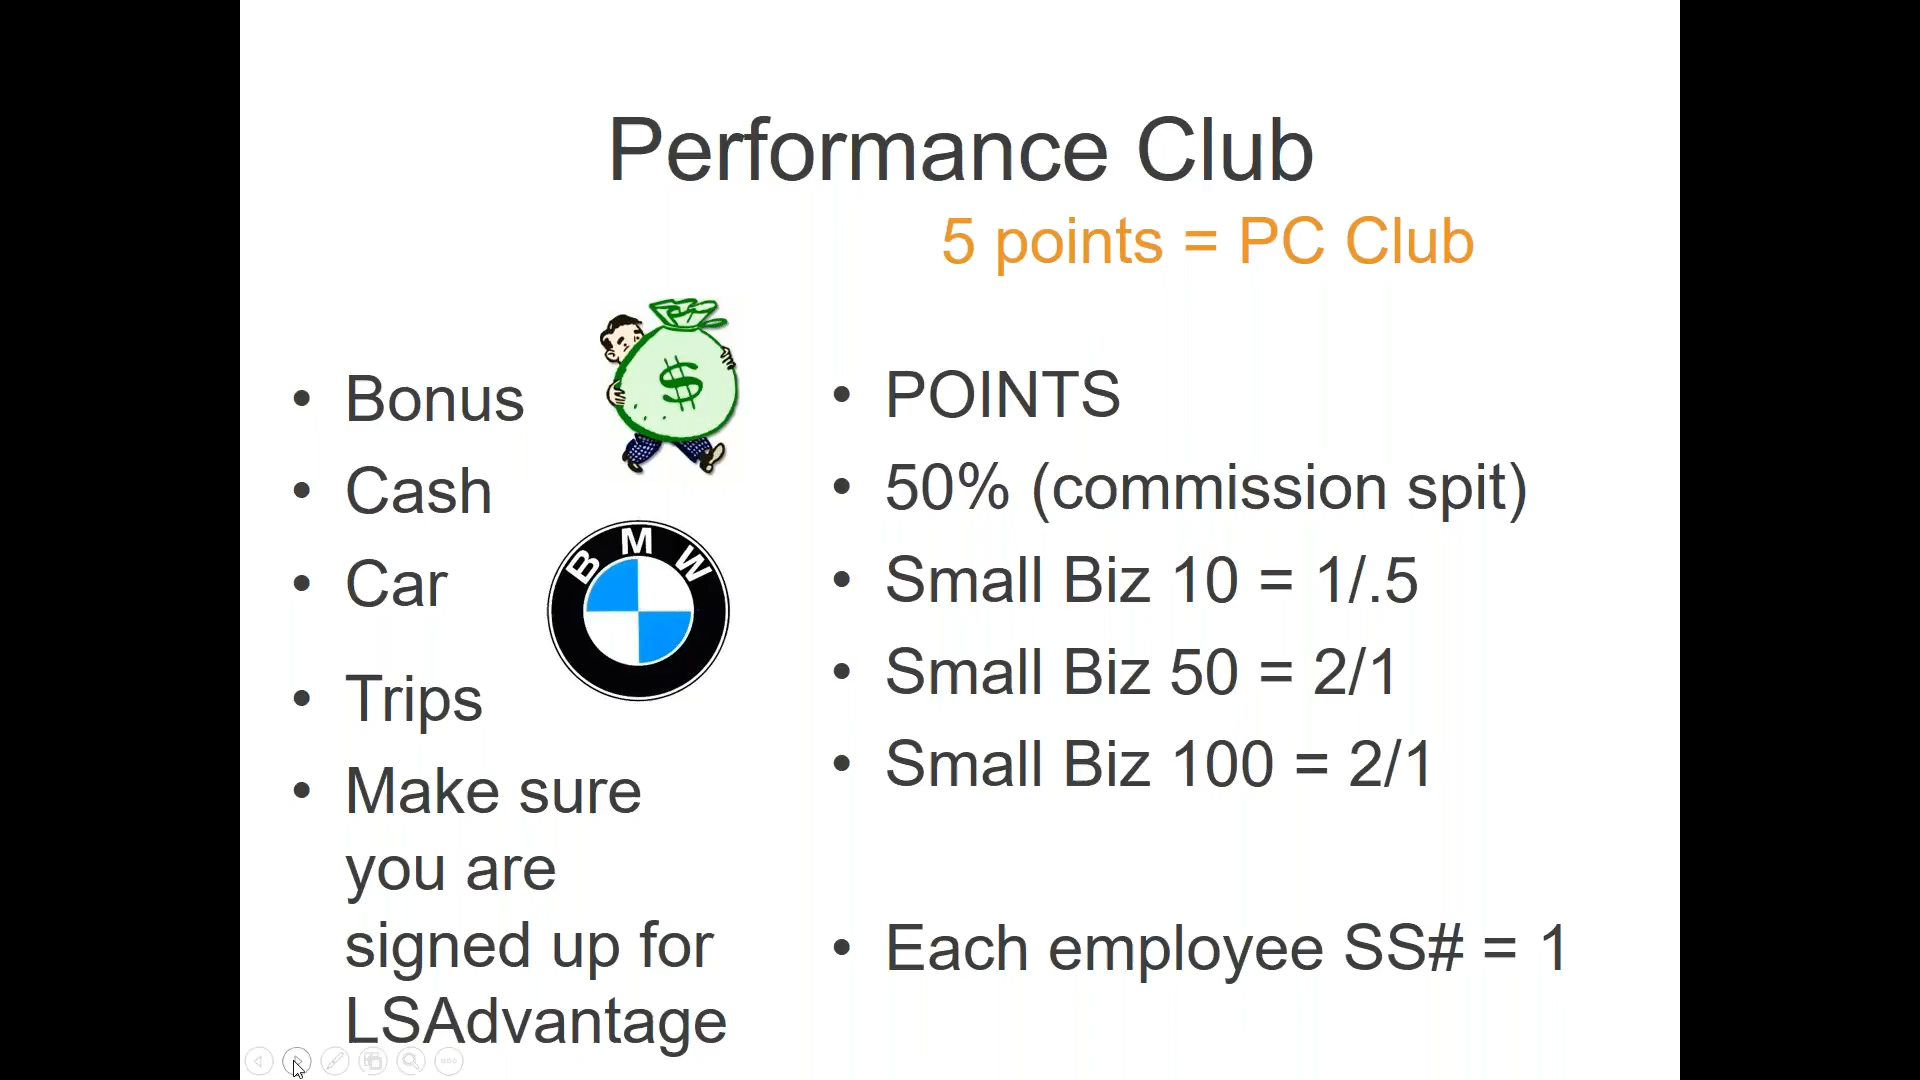 Performance Club
5 points = PC Club
• Bonus
• Cash
• Car
• Trips
• Make sure
you are
signed up for
LSAdvantage
$
BMW
• POINTS
• 50% (commission spit)
• Small Biz 10 = 1/.5
• Small Biz 50 = 2/1
• Small Biz 100 = 2/1
• Each employee SS# = 1